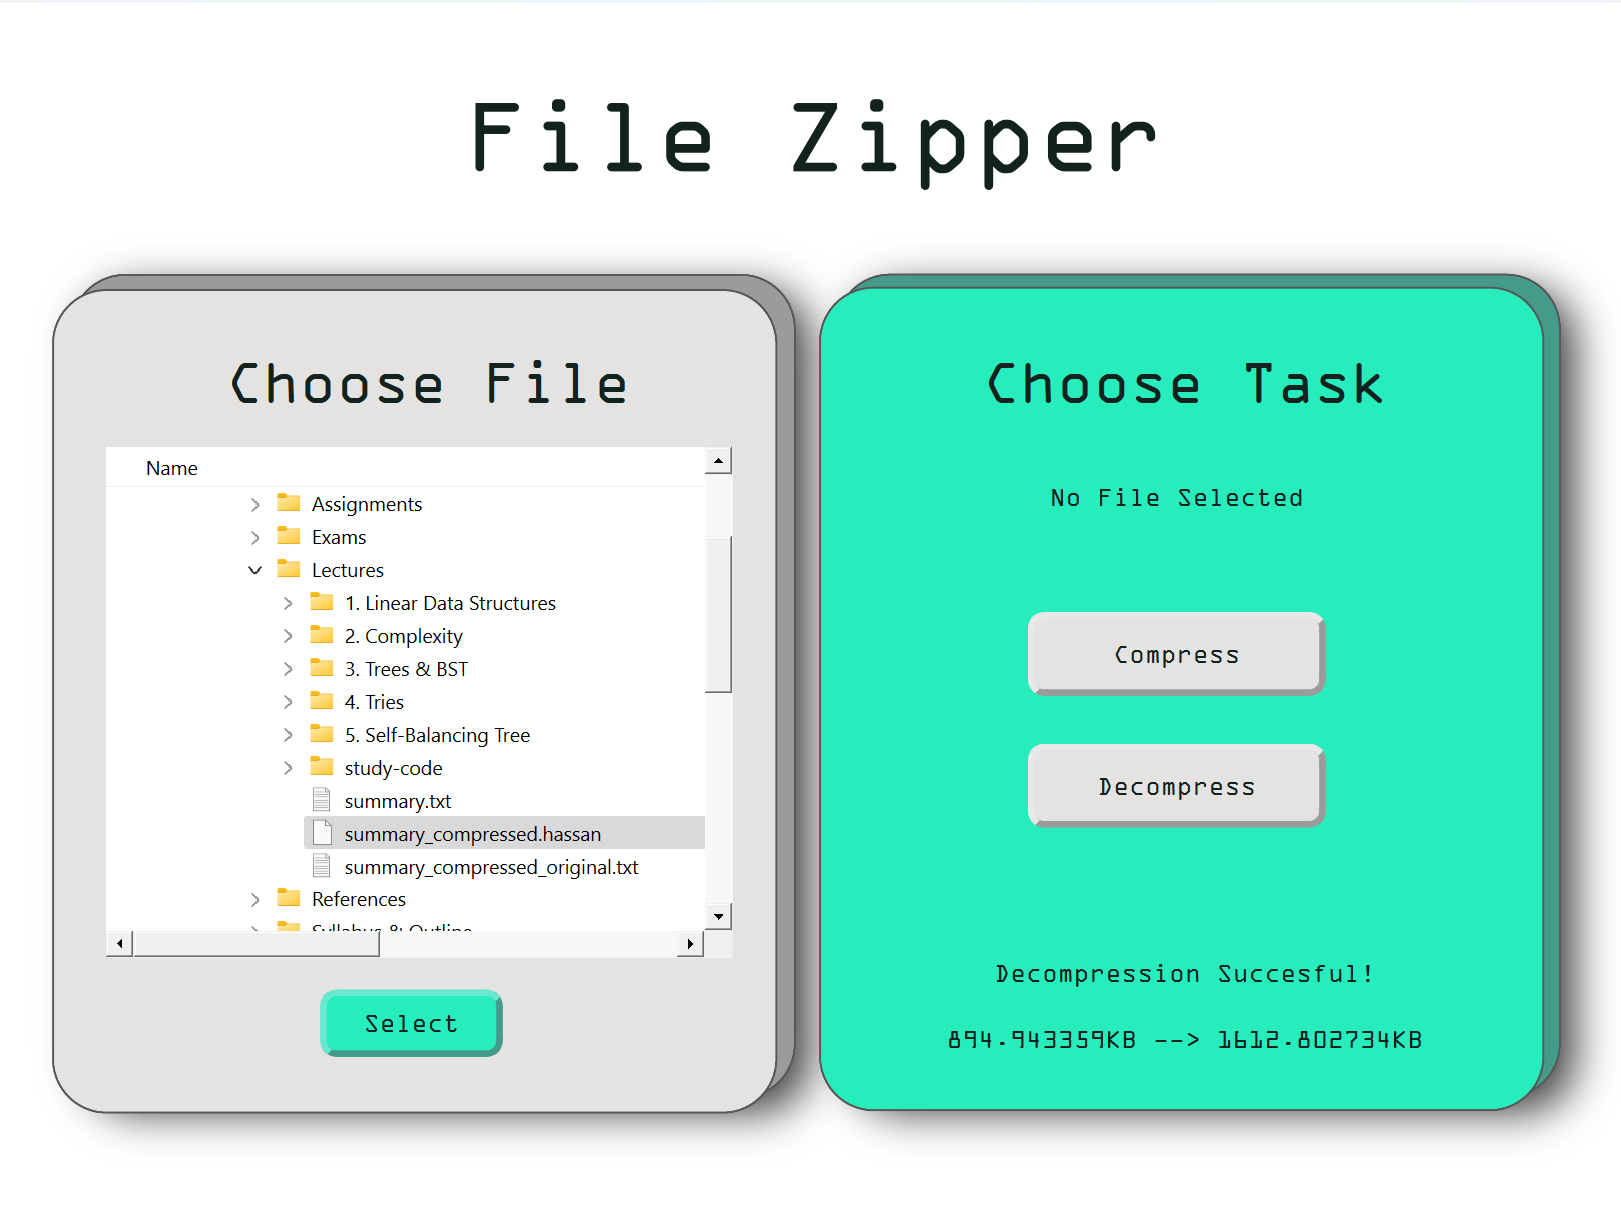 File Zipper
Choose File
Name
Assignments
Exams
Lectures
1. Linear Data Structures
2. Complexity
3. Trees & BST
4. Tries
5. Self-Balancing Tree
study-code
summary.txt
summary_compressed.hassan
summary_compressed_original.txt
References
Syllabus & Outline
Select
Choose Task
No File Selected
Compress
Decompress
Decompression Succesful!
894.943359KB --> 1612.802734KB